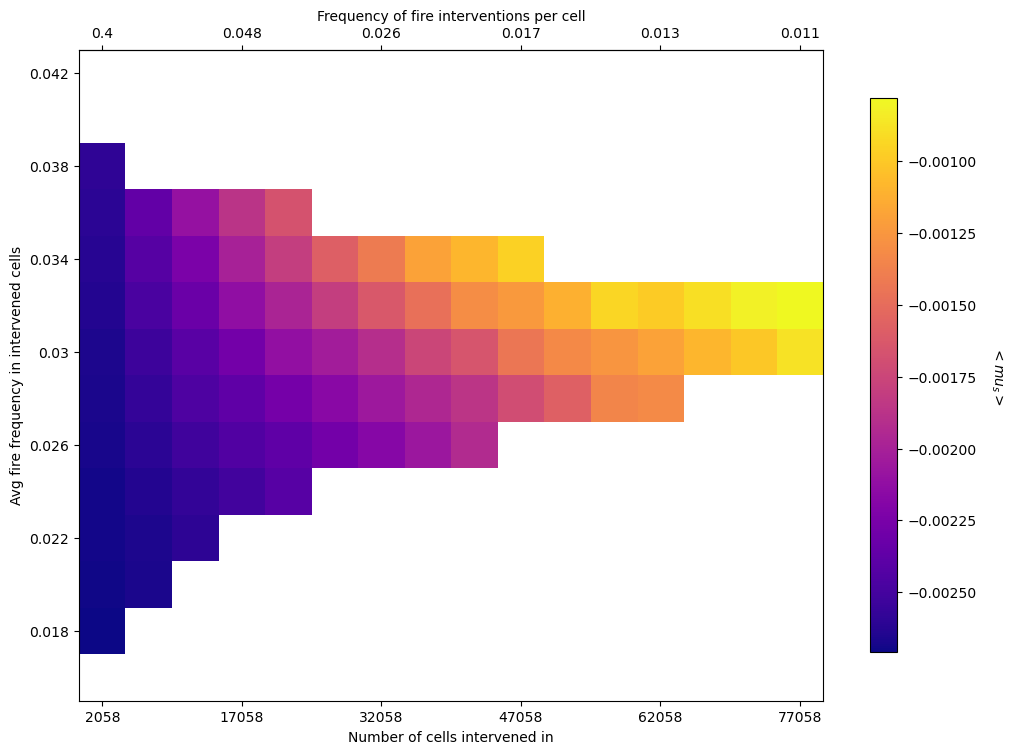 Frequency of fire interventions per cell
0.4 0.048 0.026 0.017 0.013 0.011
0.042
0.038
0.034
0.03
0.026
0.022
0.018
Avg fire frequency in intervened cells
2058 17058 32058 47058 62058 77058
Number of cells intervened in
−0.00100
−0.00125
−0.00150
−0.00175
−0.00200
−0.00225
−0.00250
< mu_s >